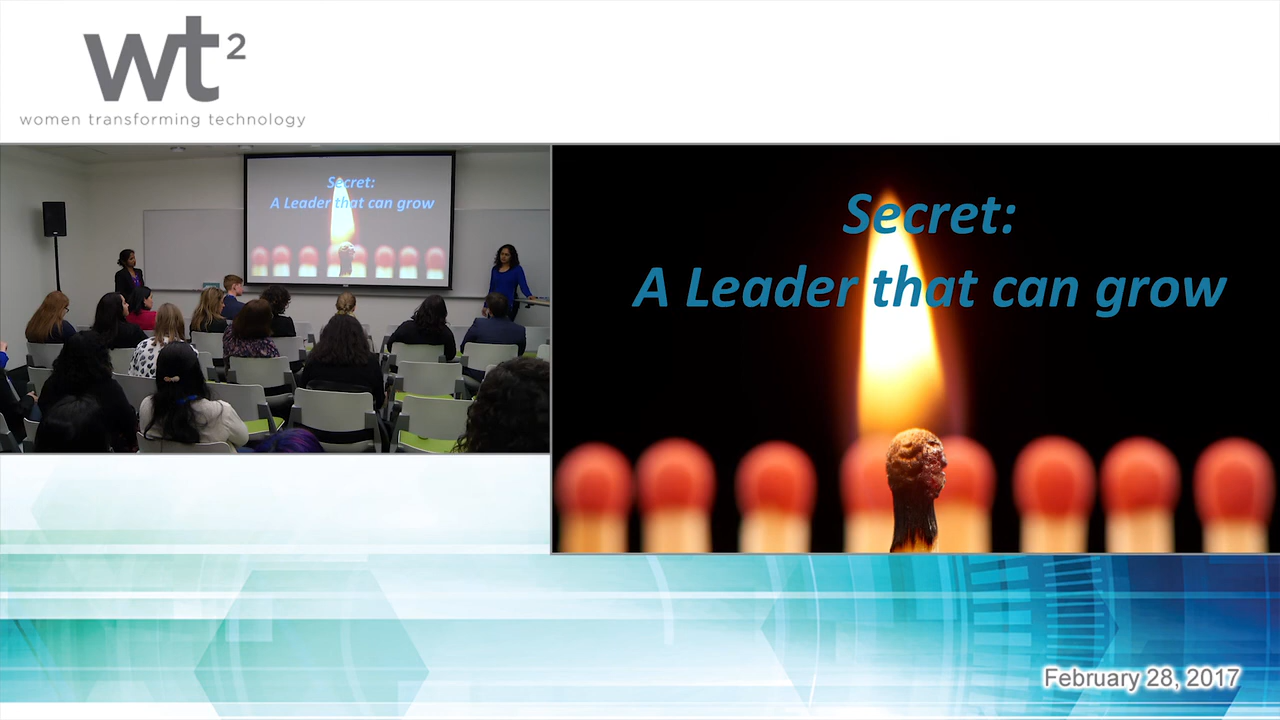 wt2
women transforming technology
Secret:
A Leader that can grow
Secret:
A Leader that can grow
February 28, 2017